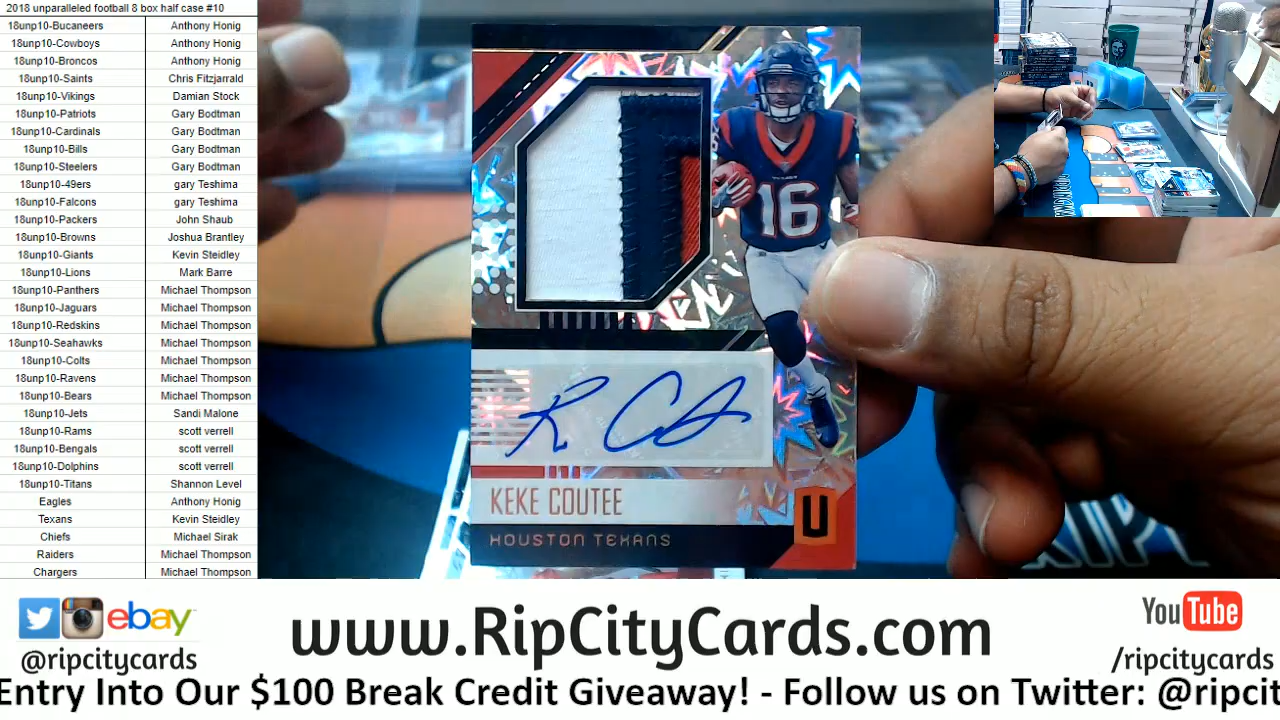 2018 unparalleled football 8 box half case #10
18unp10-Bucaneers Anthony Honig
18unp10-Cowboys Anthony Honig
18unp10-Broncos Anthony Honig
18unp10-Saints Chris Fitzjarrald
18unp10-Vikings Damian Stock
18unp10-Patriots Gary Bodtman
18unp10-Cardinals Gary Bodtman
18unp10-Bills Gary Bodtman
18unp10-Steelers Gary Bodtman
18unp10-49ers gary Teshima
18unp10-Falcons gary Teshima
18unp10-Packers John Shaub
18unp10-Browns Joshua Brantley
18unp10-Giants Kevin Steidley
18unp10-Lions Mark Barre
18unp10-Panthers Michael Thompson
18unp10-Jaguars Michael Thompson
18unp10-Redskins Michael Thompson
18unp10-Seahawks Michael Thompson
18unp10-Colts Michael Thompson
18unp10-Ravens Michael Thompson
18unp10-Bears Michael Thompson
18unp10-Jets Sandi Malone
18unp10-Rams scott verrell
18unp10-Bengals scott verrell
18unp10-Dolphins scott verrell
18unp10-Titans Shannon Level
Eagles Anthony Honig
Texans Kevin Steidley
Chiefs Michael Sirak
Raiders Michael Thompson
Chargers Michael Thompson
16
KEKE COUTEE
U
HOUSTON TEXANS
ebay
@ripcitycards
www.RipCityCards.com
YouTube
/ripcitycards
Entry Into Our $100 Break Credit Giveaway! - Follow us on Twitter: @ripcit